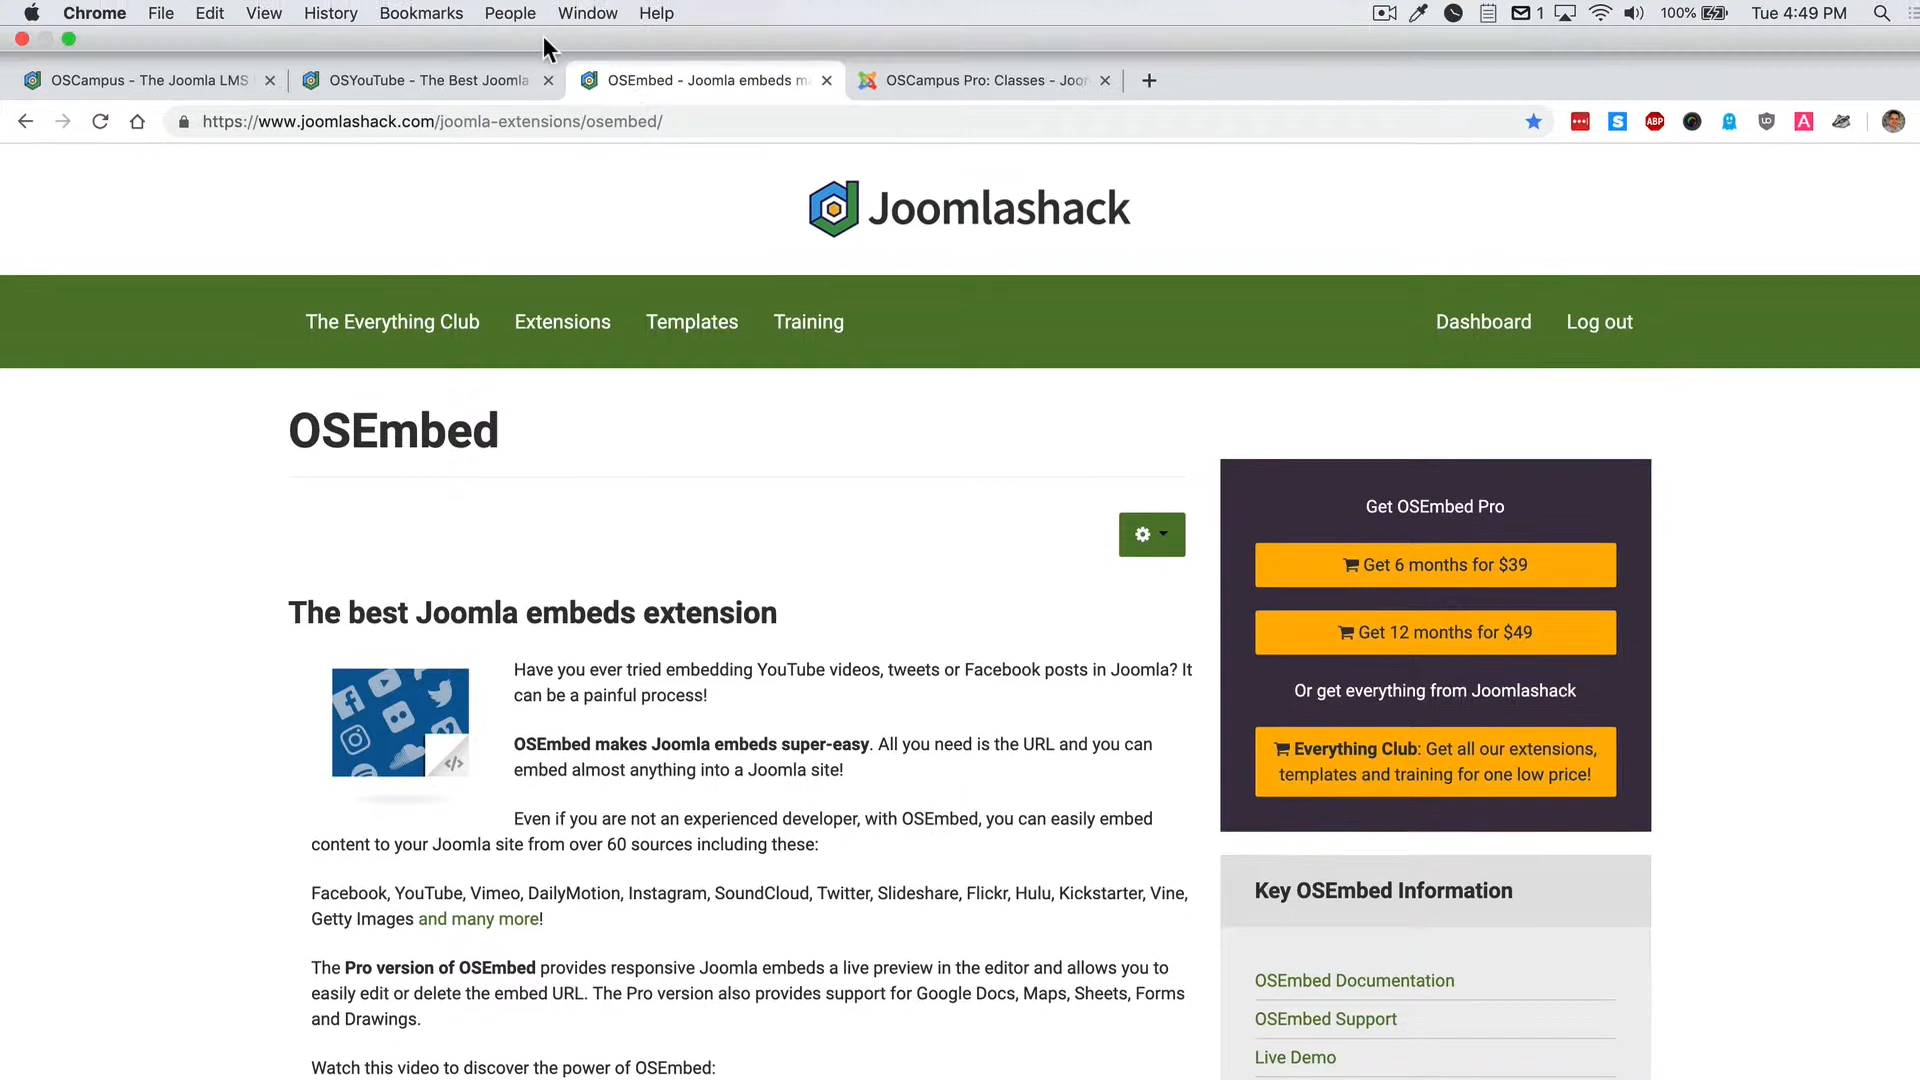 Chrome File Edit View History Bookmarks People Window Help 1 100% Tue 4:49 PM
OSCampus - The Joomla LMS OSYouTube - The Best Joomla OSEmbed - Joomla embeds m OSCampus Pro: Classes - Joo
https://www.joomlashack.com/joomla-extensions/osembed/ ABP
Joomlashack
The Everything Club Extensions Templates Training Dashboard Log out
OSEmbed
Get OSEmbed Pro
Get 6 months for $39
Get 12 months for $49
Or get everything from Joomlashack
Everything Club: Get all our extensions,
templates and training for one low price!
The best Joomla embeds extension
Have you ever tried embedding YouTube videos, tweets or Facebook posts in Joomla? It
can be a painful process!
OSEmbed makes Joomla embeds super-easy. All you need is the URL and you can
embed almost anything into a Joomla site!
Even if you are not an experienced developer, with OSEmbed, you can easily embed
content to your Joomla site from over 60 sources including these:
Facebook, YouTube, Vimeo, DailyMotion, Instagram, SoundCloud, Twitter, Slideshare, Flickr, Hulu, Kickstarter, Vine,
Getty Images and many more!
The Pro version of OSEmbed provides responsive Joomla embeds a live preview in the editor and allows you to
easily edit or delete the embed URL. The Pro version also provides support for Google Docs, Maps, Sheets, Forms
and Drawings.
Watch this video to discover the power of OSEmbed:
Key OSEmbed Information
OSEmbed Documentation
OSEmbed Support
Live Demo